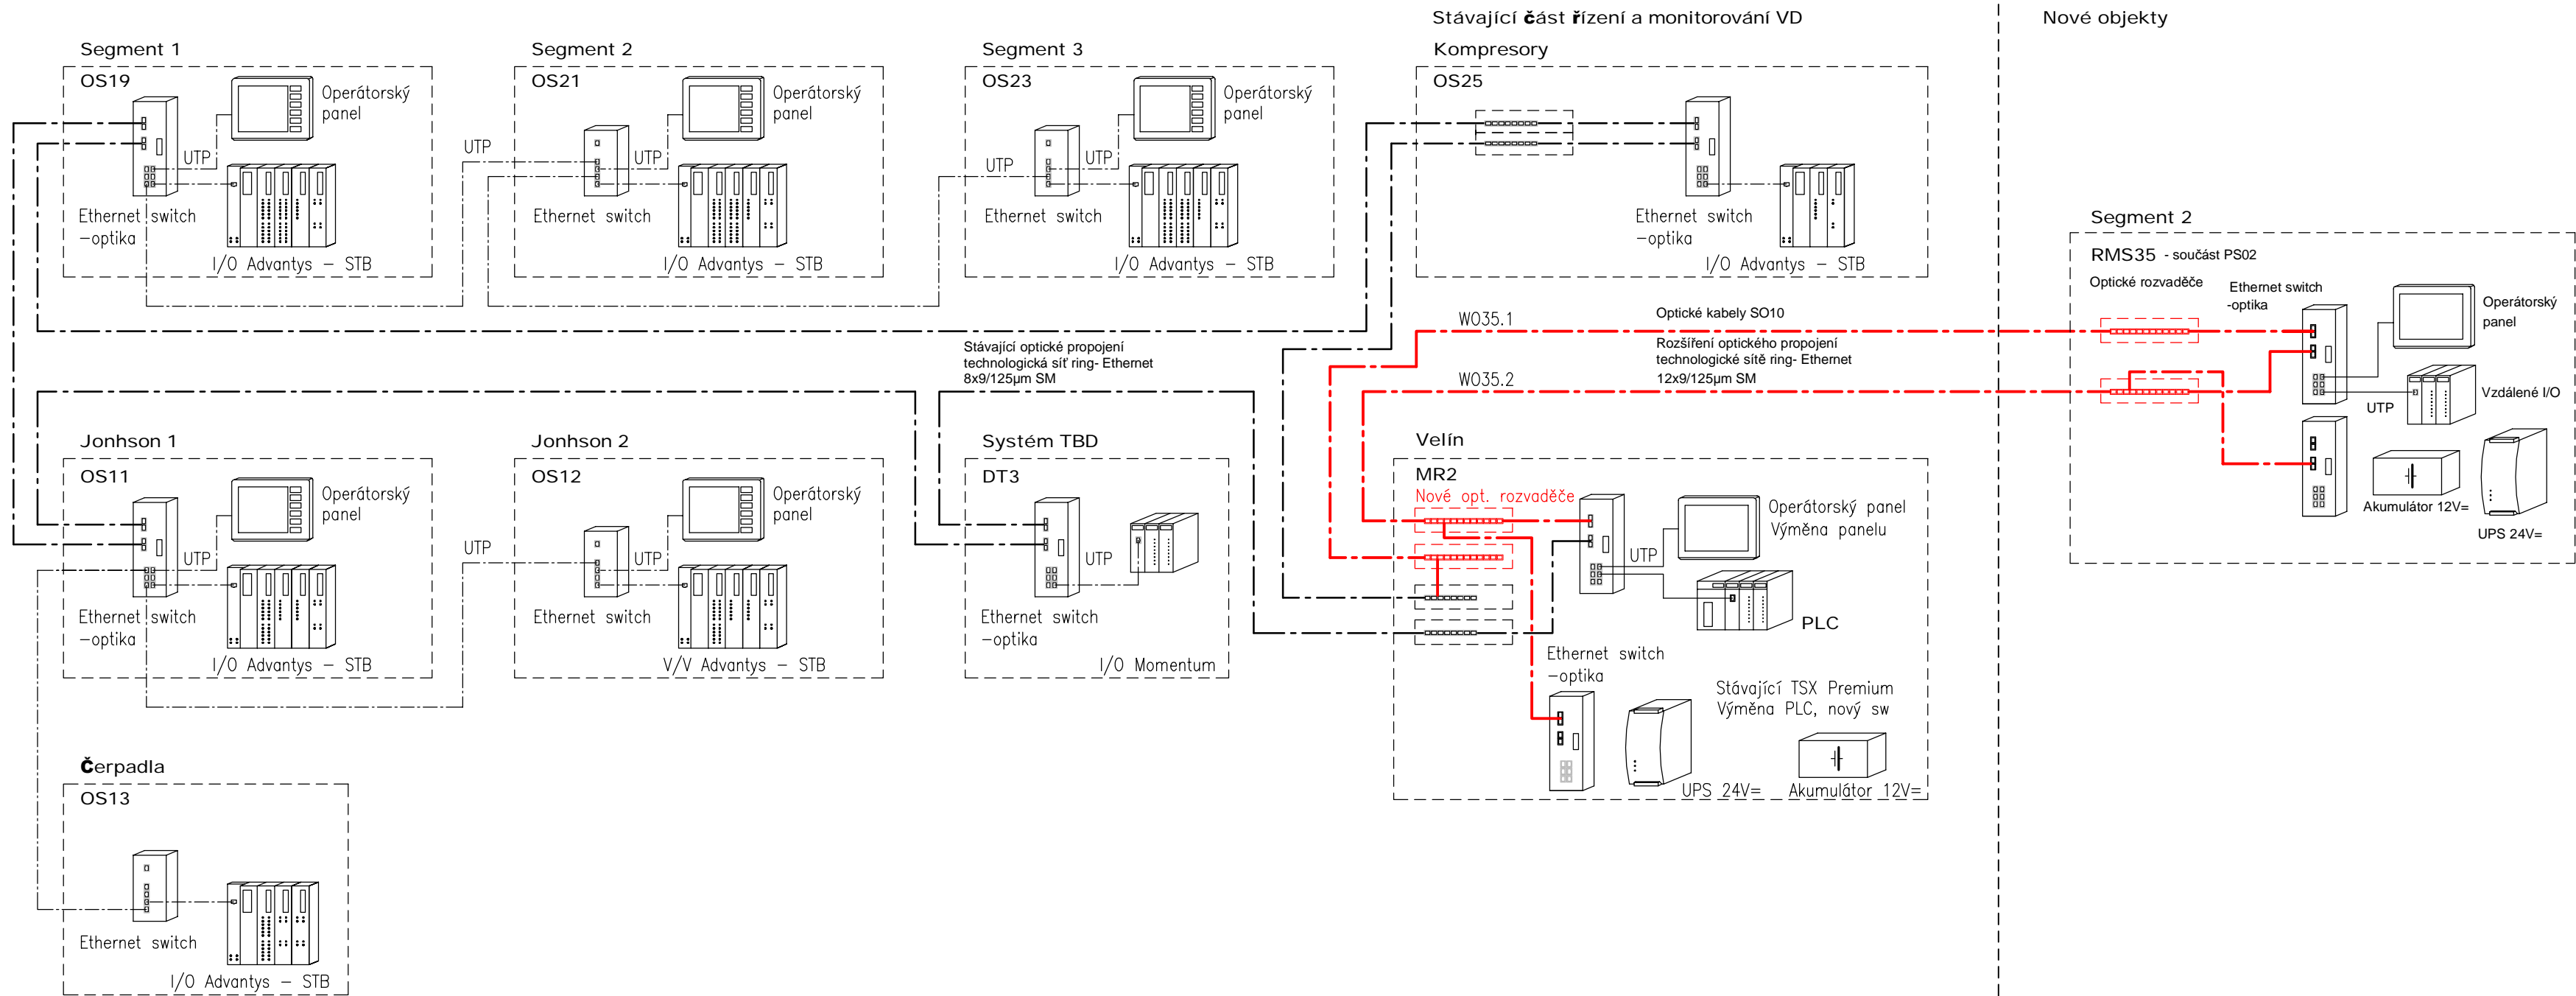 Stávající část řízení a monitorování VD
Nové objekty
Segment 1
OS19
Operátorský
panel
UTP
Ethernet switch
-optika
I/O Advantys - STB
Segment 2
OS21
Operátorský
panel
UTP
UTP
Ethernet switch
I/O Advantys - STB
Segment 3
OS23
Operátorský
panel
UTP
UTP
Ethernet switch
I/O Advantys - STB
Kompresory
OS25
Ethernet switch
-optika
I/O Advantys - STB
Segment 2
RMS35 - součást PS02
Optické rozvaděče
Ethernet switch
-optika
Operátorský
panel
Vzdálené I/O
UTP
Akumulátor 12V=
UPS 24V=
WO35.1
Optické kabely SO10
Rozšíření optického propojení
technologické sítě ring- Ethernet
12x9/125µm SM
WO35.2
Stávající optické propojení
technologická síť ring- Ethernet
8x9/125µm SM
Jonhson 1
OS11
Operátorský
panel
UTP
Ethernet switch
-optika
I/O Advantys - STB
Jonhson 2
OS12
Operátorský
panel
UTP
UTP
Ethernet switch
V/V Advantys - STB
Systém TBD
DT3
UTP
Ethernet switch
-optika
I/O Momentum
Velín
MR2
Nové opt. rozvaděče
Operátorský panel
Výměna panelu
UTP
PLC
Ethernet switch
-optika
Stávající TSX Premium
Výměna PLC, nový sw
UPS 24V=
Akumulátor 12V=
Čerpadla
OS13
Ethernet switch
I/O Advantys - STB